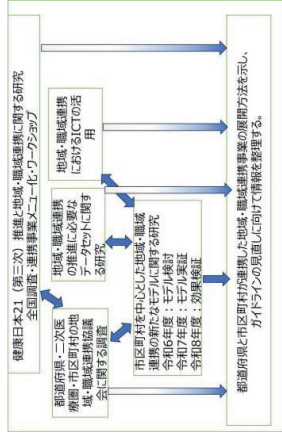 健康日本21（第三次）推進と地域・職域連携に関する研究
全国調査・連携事業メニュー化・ワークショップ
都道府県・二次医
療圏・市区町村の地
域・職域連携協議
会に関する調査
地域・職域連携
の推進に必要な
データセットに関す
る研究
地域・職域連携
におけるICTの活
用
市区町村を中心とした地域・職域
連携の新たなモデルに関する研究
令和6年度：モデル検討
令和7年度：モデル実証
令和8年度：効果検証
都道府県と市区町村が連携した地域・職域連携事業の展開方法を示し、
ガイドラインの見直しに向けて情報を整理する。